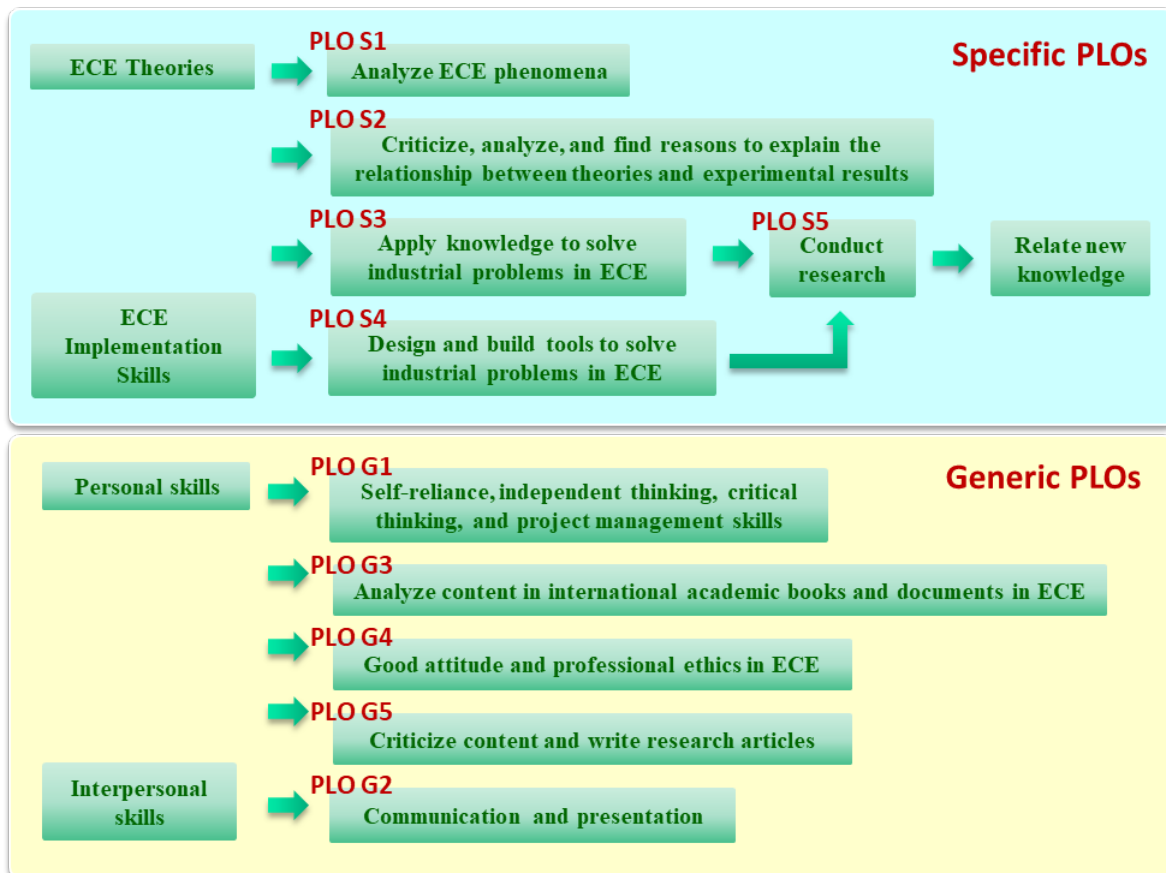 Specific PLOs
ECE Theories
PLO S1
Analyze ECE phenomena
PLO S2
Criticize, analyze, and find reasons to explain the
relationship between theories and experimental results
PLO S3
Apply knowledge to solve
industrial problems in ECE
PLO S5
Conduct
research
Relate new
knowledge
ECE
Implementation
Skills
PLO S4
Design and build tools to solve
industrial problems in ECE
Generic PLOs
Personal skills
PLO G1
Self-reliance, independent thinking, critical
thinking, and project management skills
PLO G3
Analyze content in international academic books and documents in ECE
PLO G4
Good attitude and professional ethics in ECE
PLO G5
Criticize content and write research articles
Interpersonal
skills
PLO G2
Communication and presentation